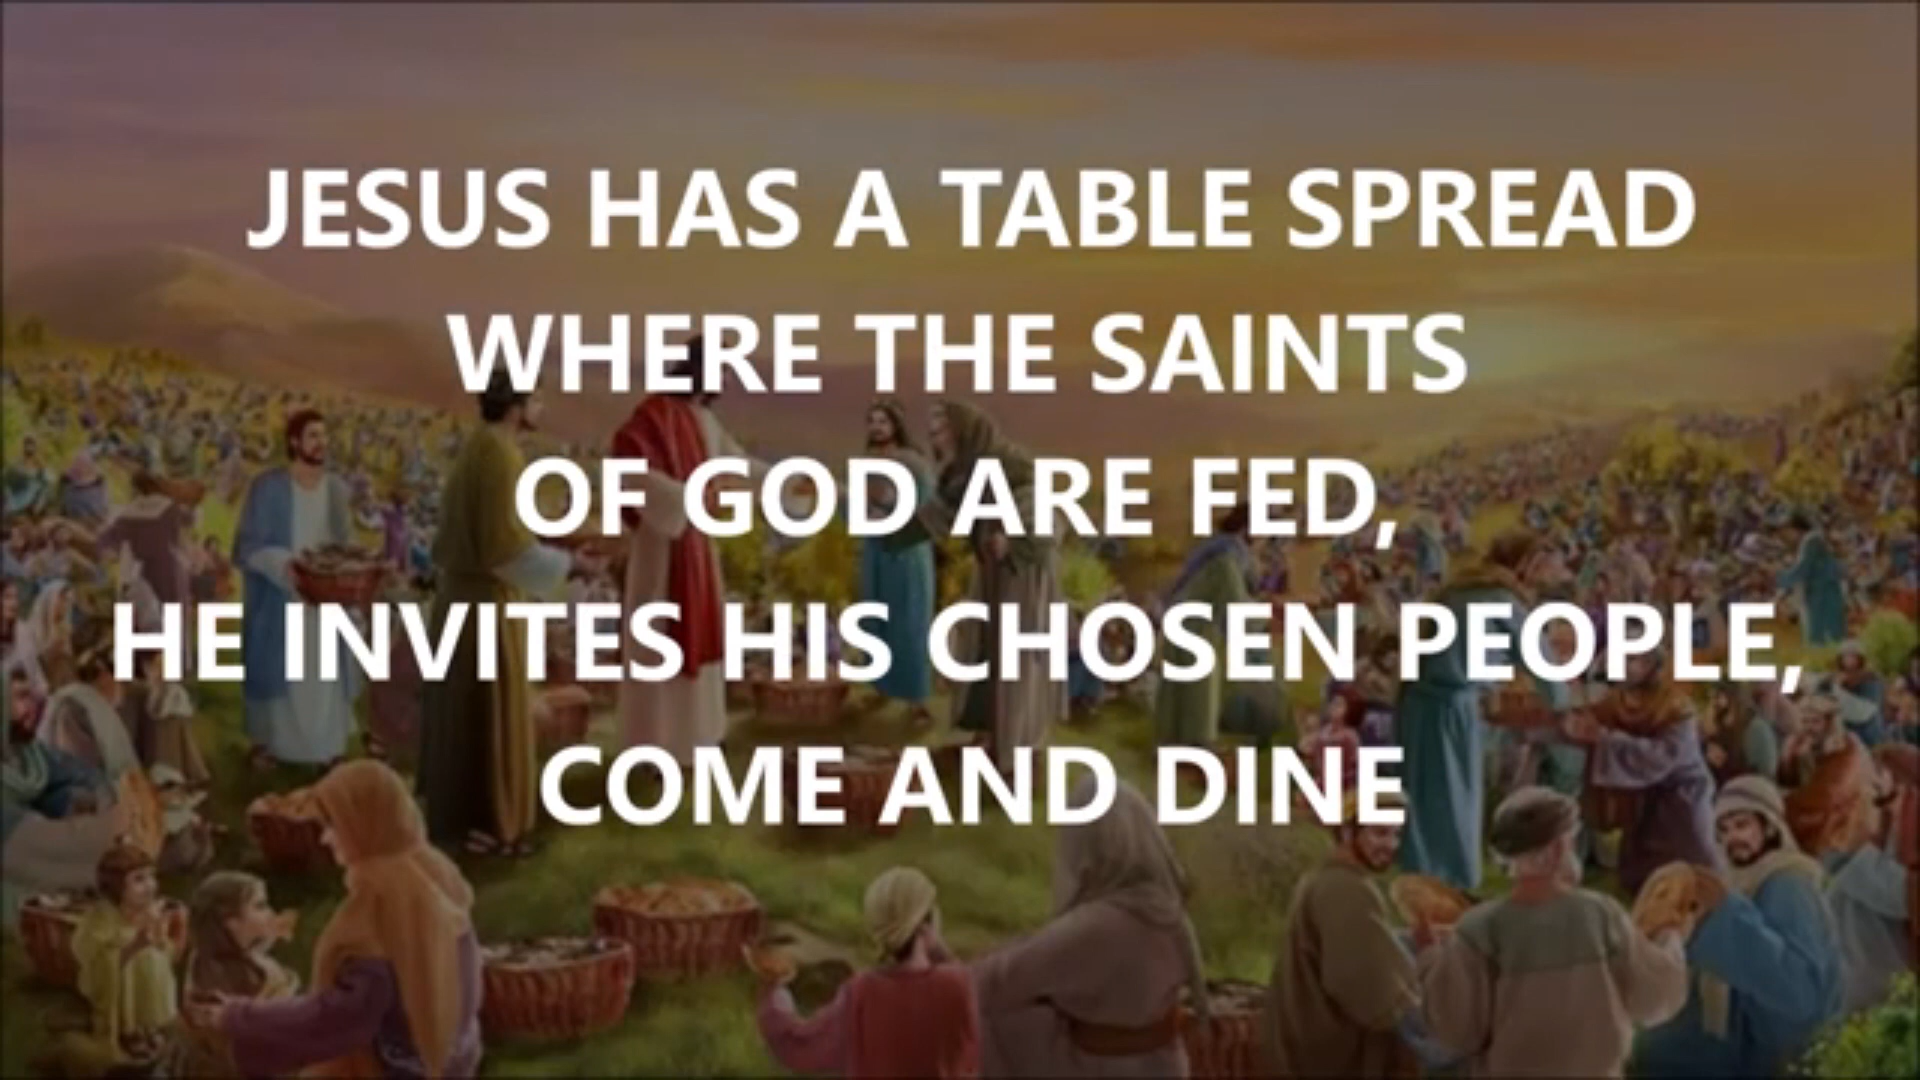 JESUS HAS A TABLE SPREAD
WHERE THE SAINTS
OF GOD ARE FED,
HE INVITES HIS CHOSEN PEOPLE,
COME AND DINE